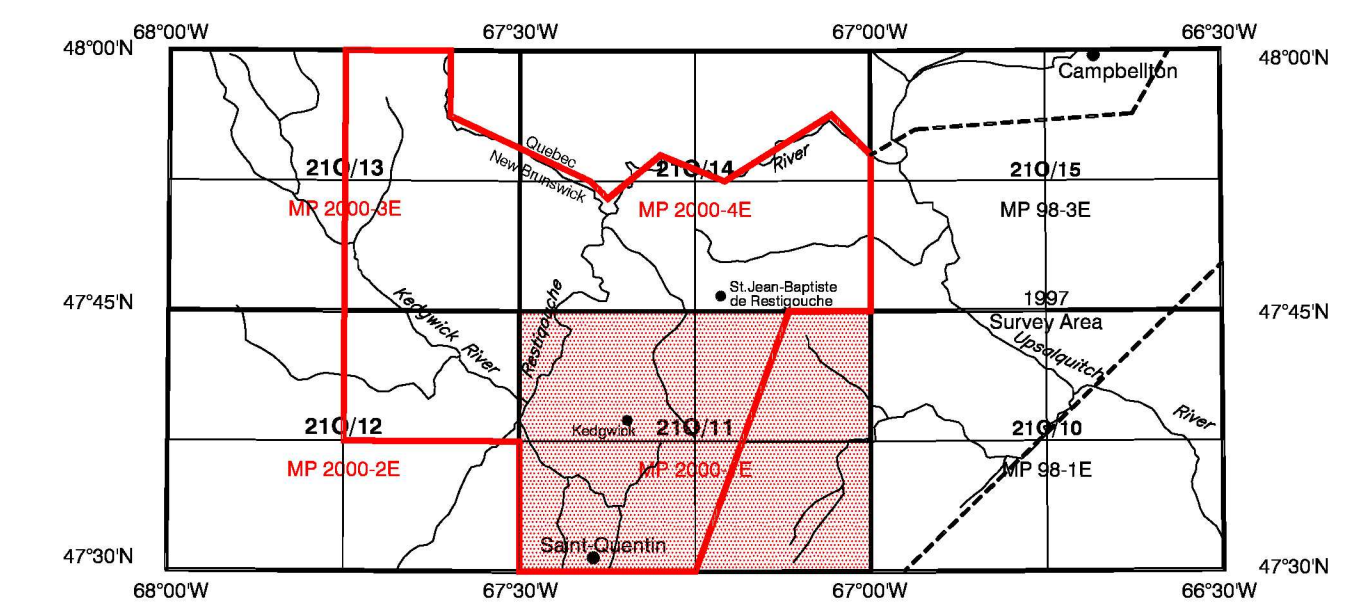 68°00'W 67°30'W 67°00'W 66°30'W
48°00'N 48°00'N
Campbellton
Quebec
New Brunswick
River
21O/13 21O/14 21O/15
MP 2000-3E MP 2000-4E MP 98-3E
St.Jean-Baptiste
de Restigouche
Kedgwick River
Restigouche
47°45'N 47°45'N
1997
Survey Area
Upsalquitch
River
Kedgwick
21O/12 21O/11 21O/10
MP 2000-2E MP 2000- E MP 98-1E
Saint-Quentin
47°30'N 47°30'N
68°00'W 67°30'W 67°00'W 66°30'W